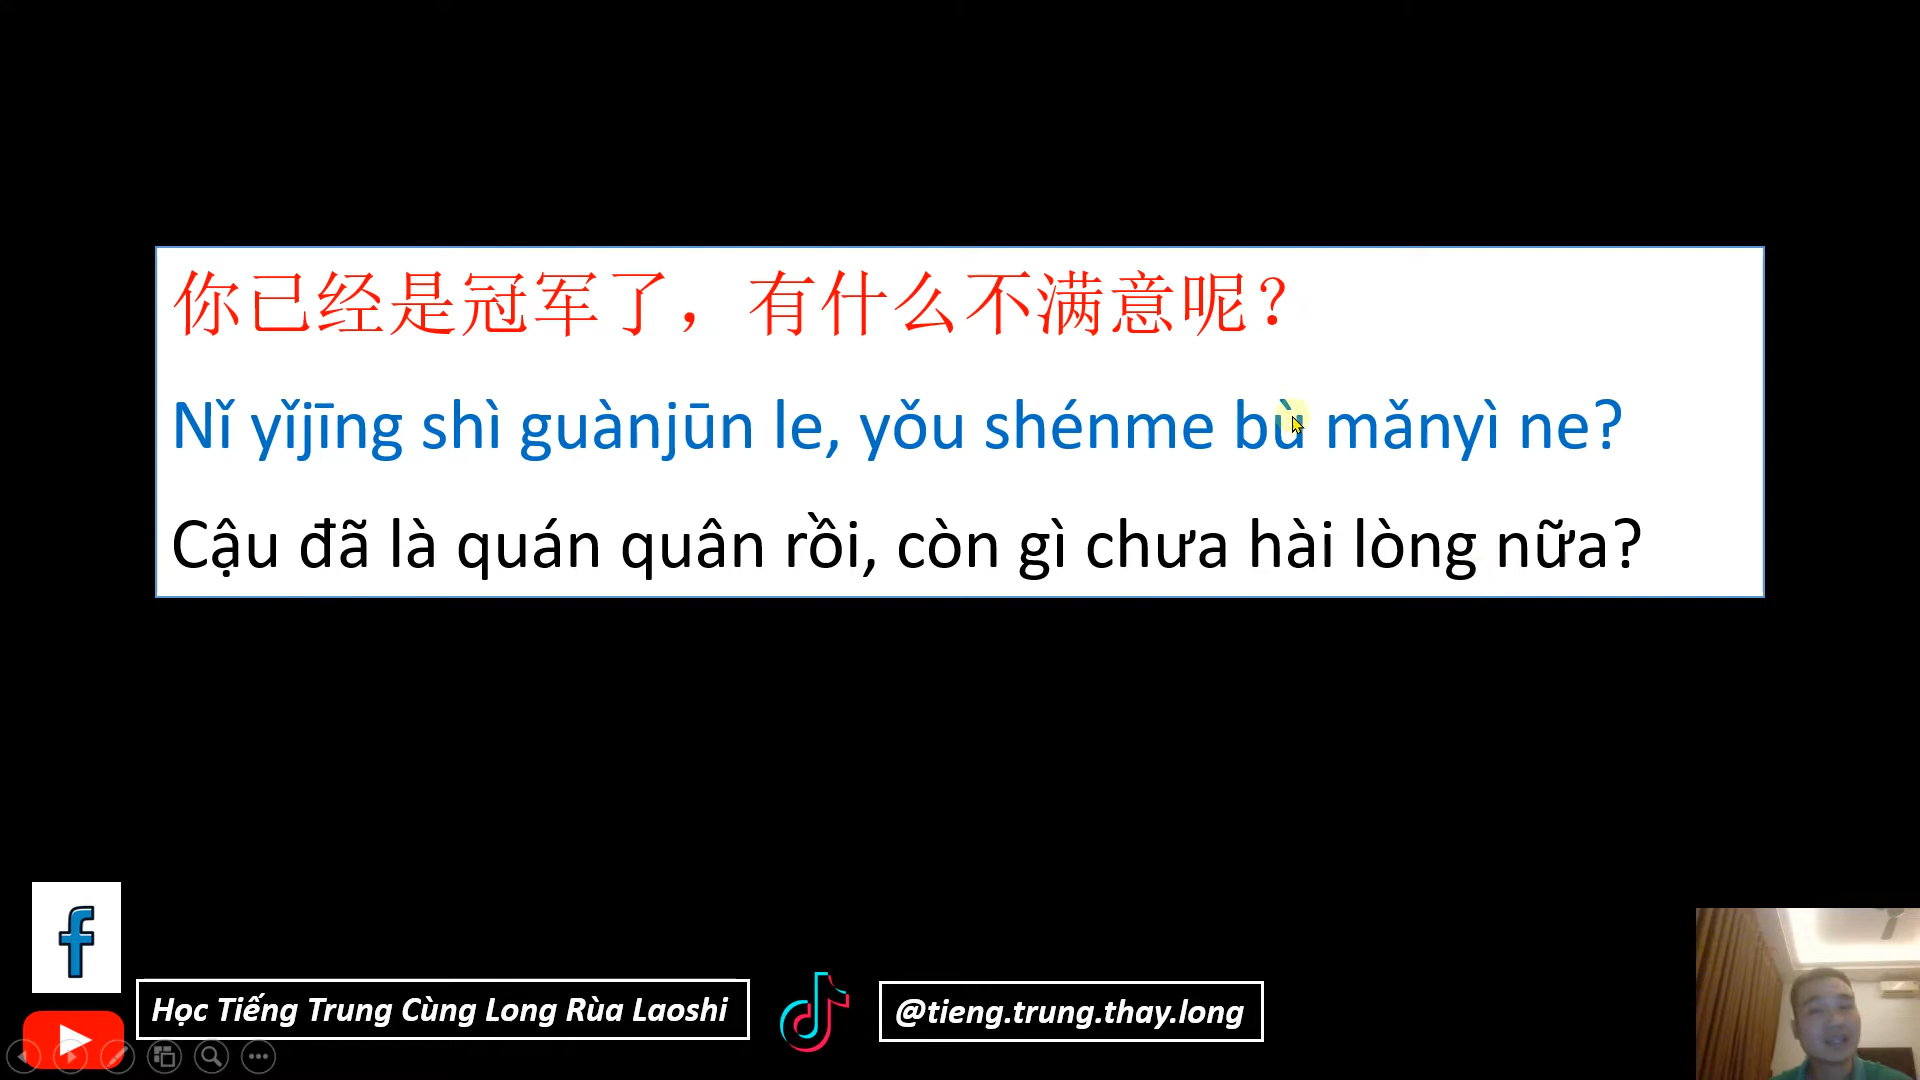 你已经是冠军了，有什么不满意呢？
Nǐ yǐjīng shì guànjūn le, yǒu shénme bù mǎnyì ne?
Cậu đã là quán quân rồi, còn gì chưa hài lòng nữa?
Học Tiếng Trung Cùng Long Rùa Laoshi
@tieng.trung.thay.long